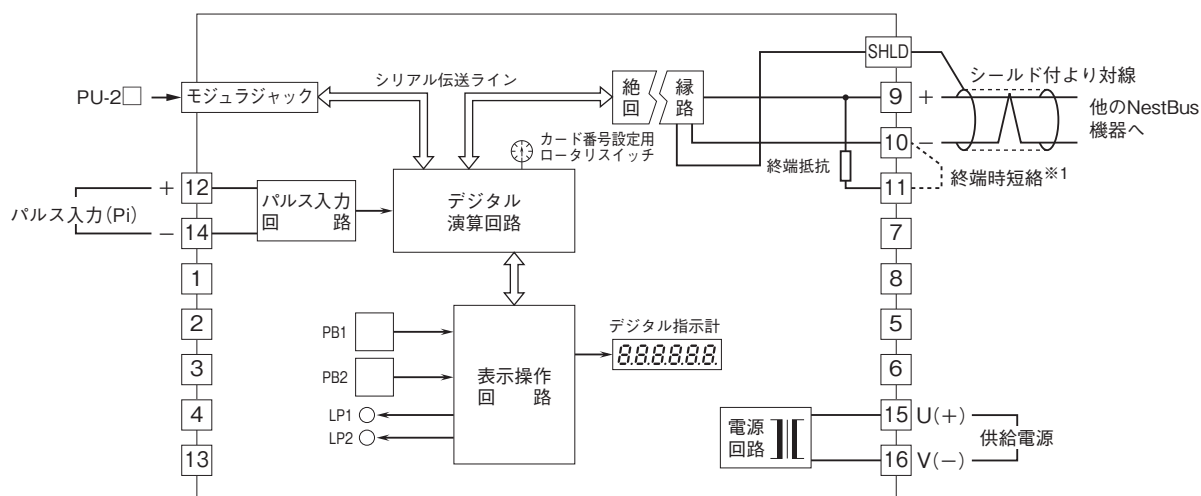 SHLD
シールド付より対線
シリアル伝送ライン
PU-2□
モジュラジャック
絶 縁
回 路
9 +
他のNestBus
機器へ
カード番号設定用
ロータリスイッチ
10 −
終端抵抗
終端時短絡※1
11
+ 12
パルス入力(Pi)
− 14
パルス入力
回 路
デジタル
演算回路
7
1
8
2
5
3
6
4
13
PB1
PB2
LP1
LP2
表示操作
回 路
デジタル指示計
8.8.8.8.8.8.
電源
回路
15 U(+)
供給電源
16 V(−)